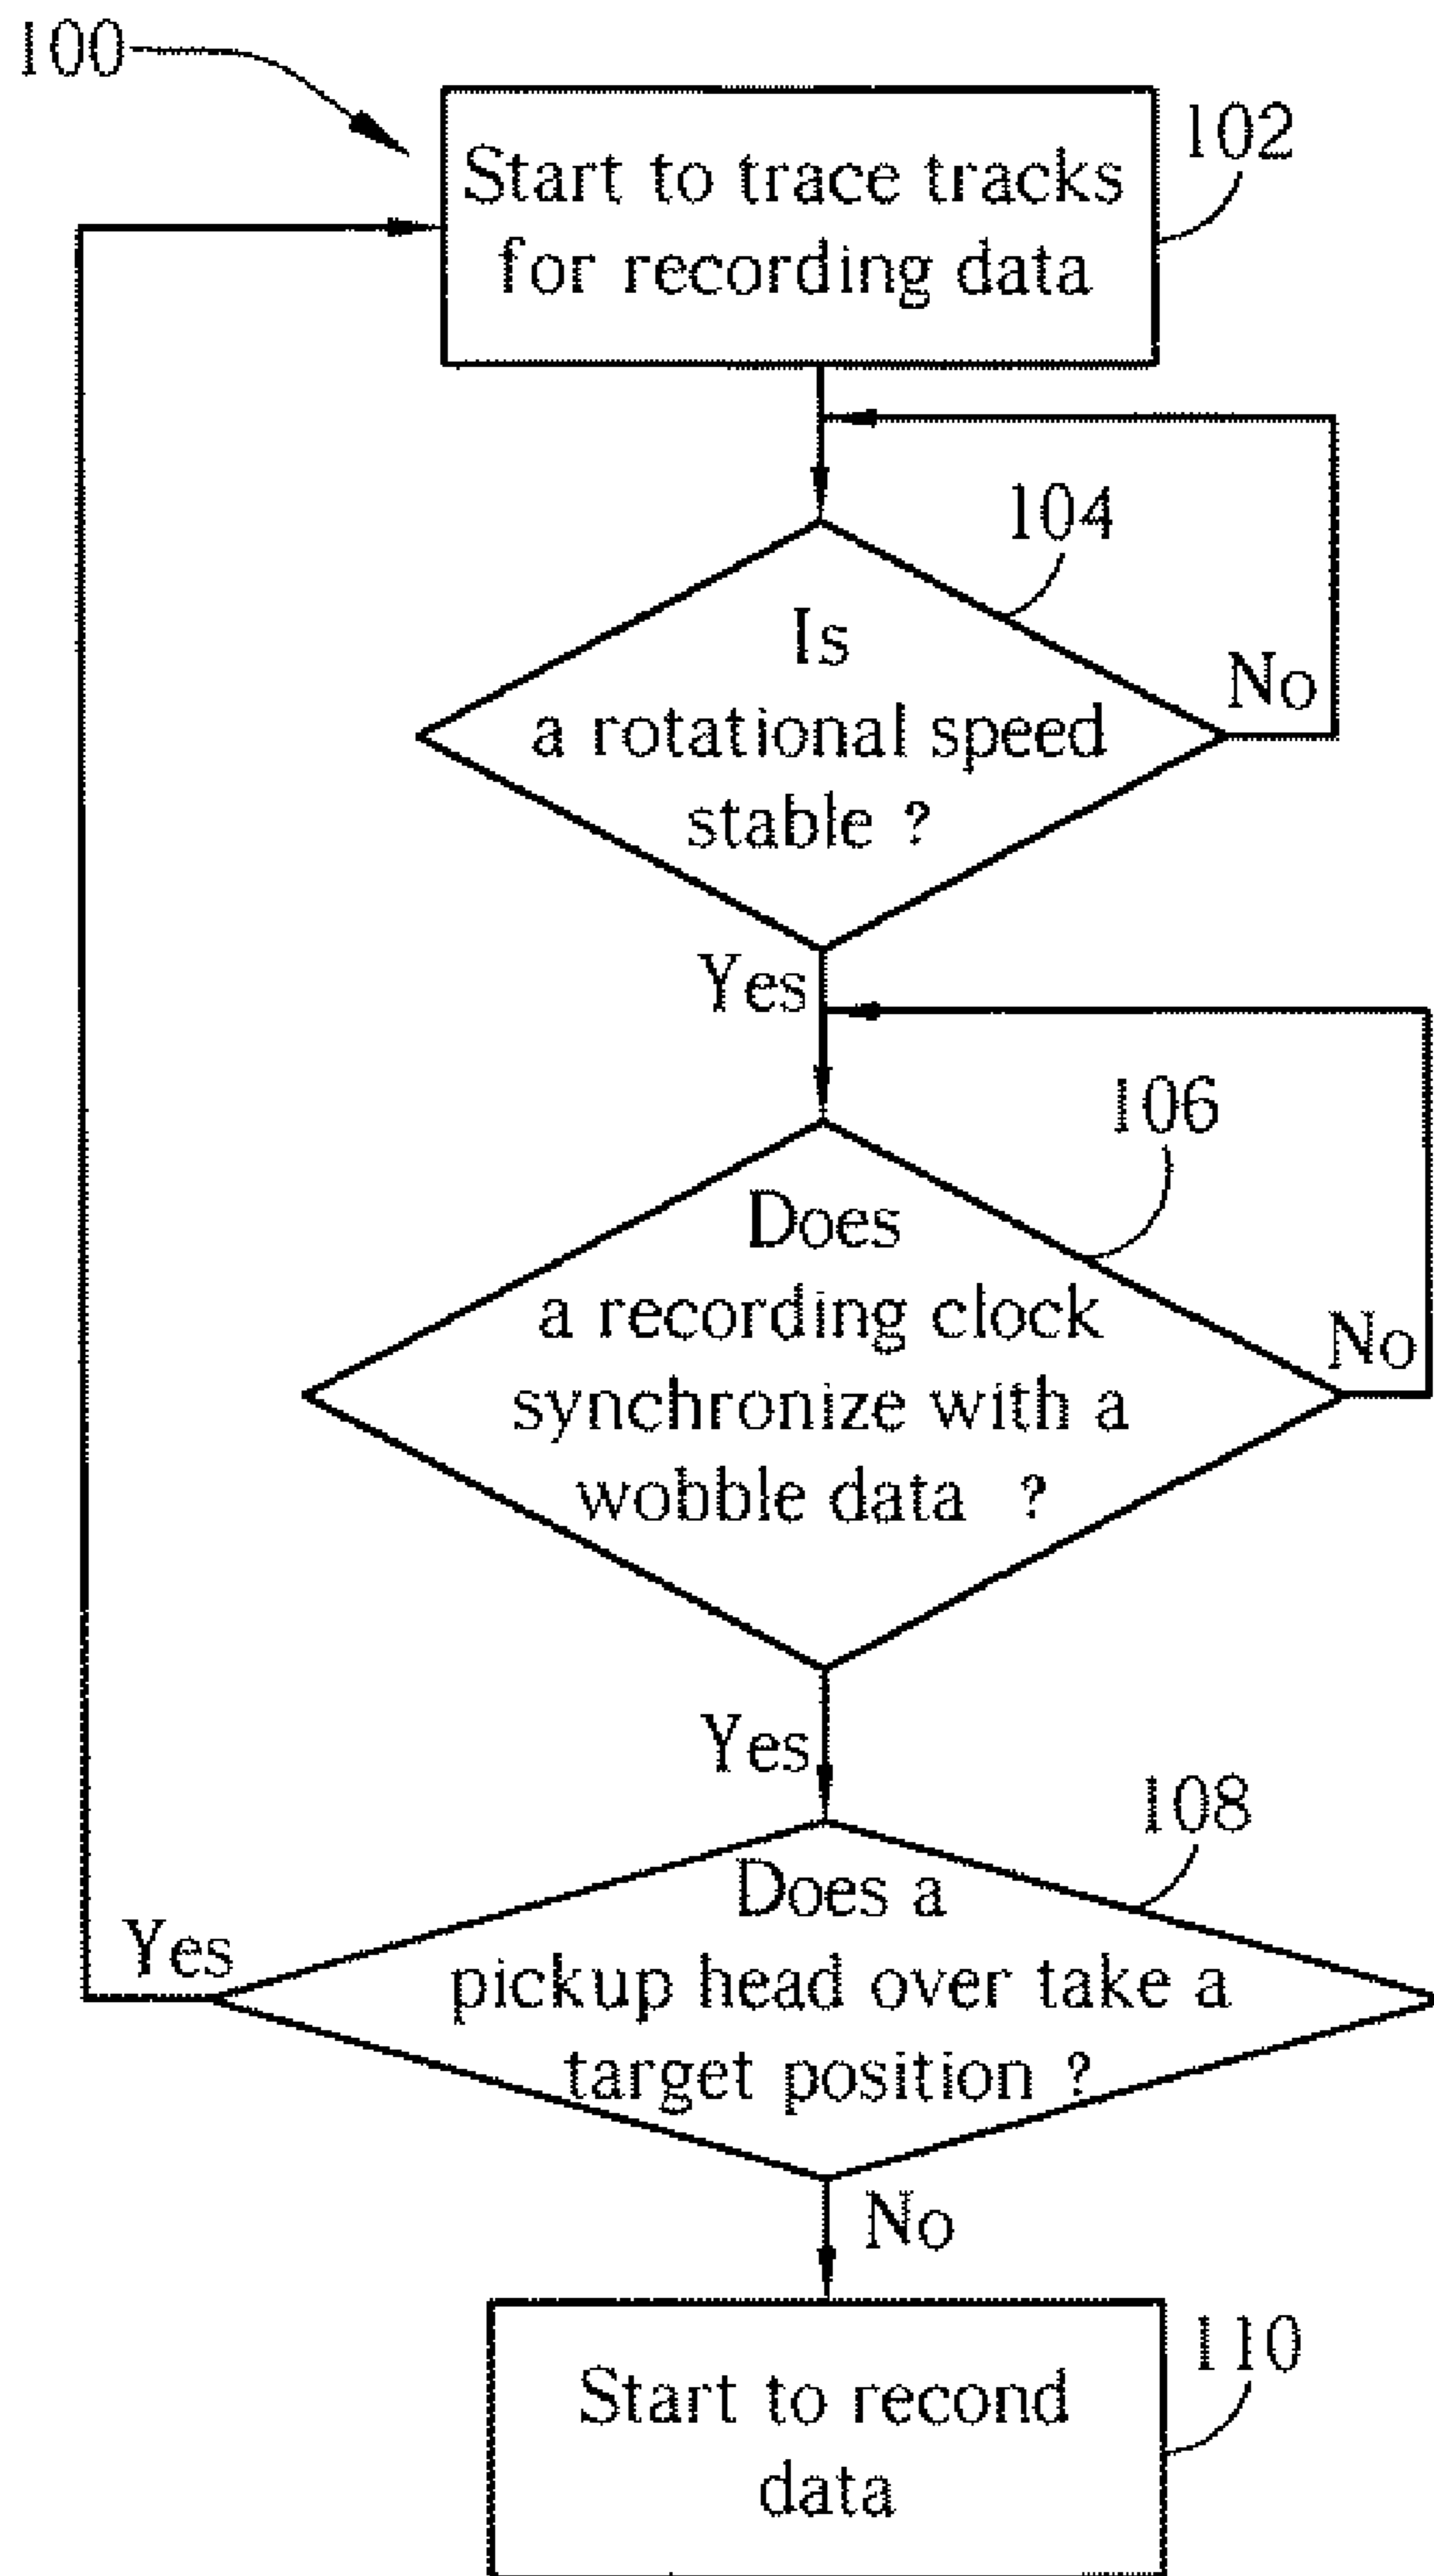 100
102
Start to trace tracks
for recording data
104
Is
a rotational speed
stable ?
No
Yes
106
Does
a recording clock
synchronize with a
wobble data ?
No
Yes
108
Does a
pickup head over take a
target position ?
Yes
No
110
Start to recond
data